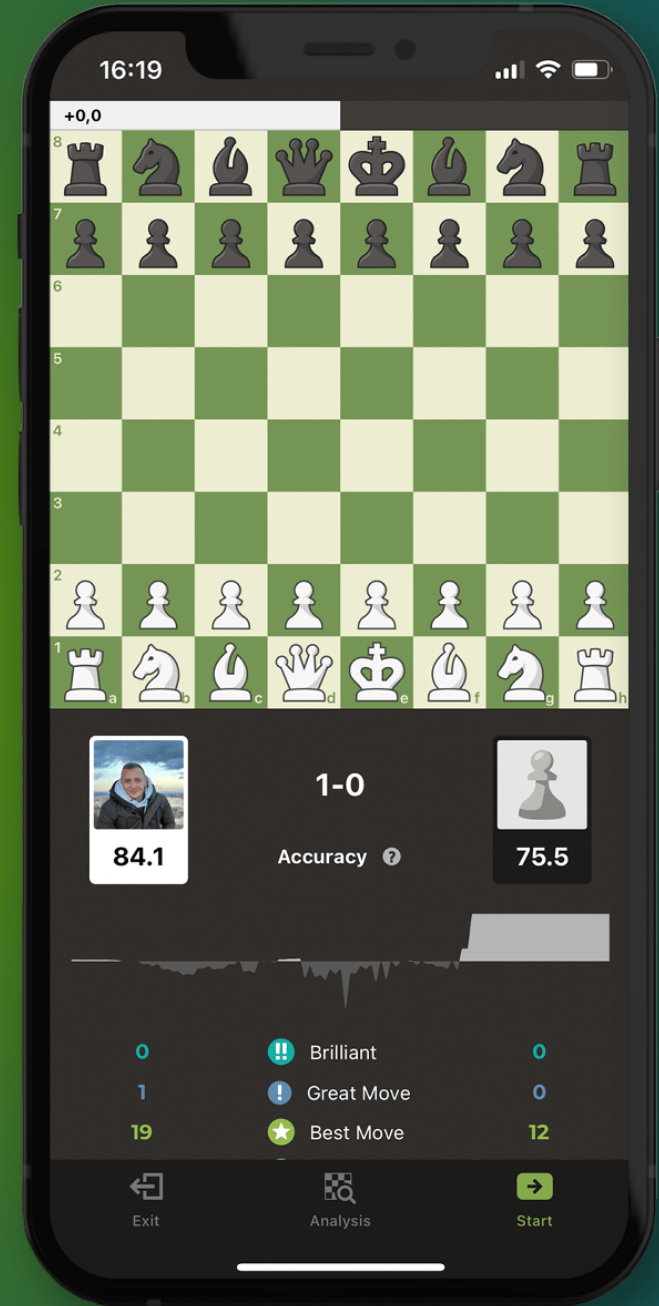 16:19
+0,0
8
7
6
5
4
3
2
1
a b c d e f g h
1-0
84.1 Accuracy ? 75.5
0 !! Brilliant 0
1 ! Great Move 0
19 Best Move 12
Exit Analysis Start